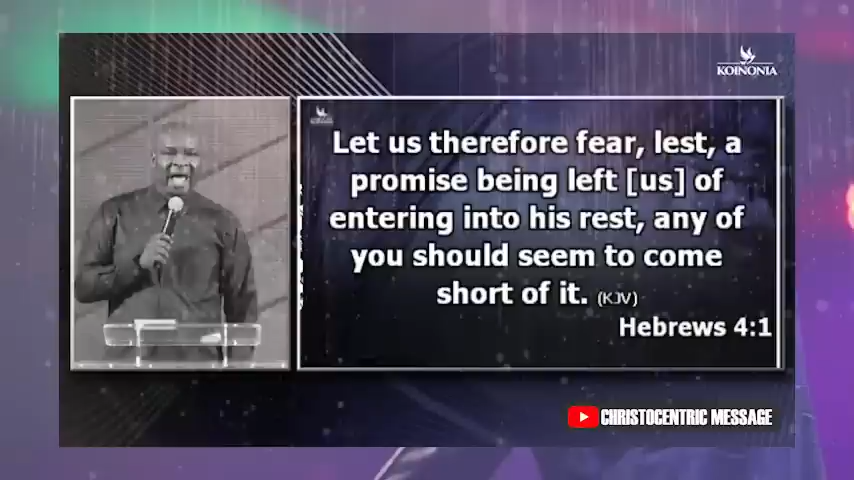 KOINONIA
Let us therefore fear, lest, a
promise being left [us] of
entering into his rest, any of
you should seem to come
short of it. (KJV)
Hebrews 4:1
CHRISTOCENTRIC MESSAGE